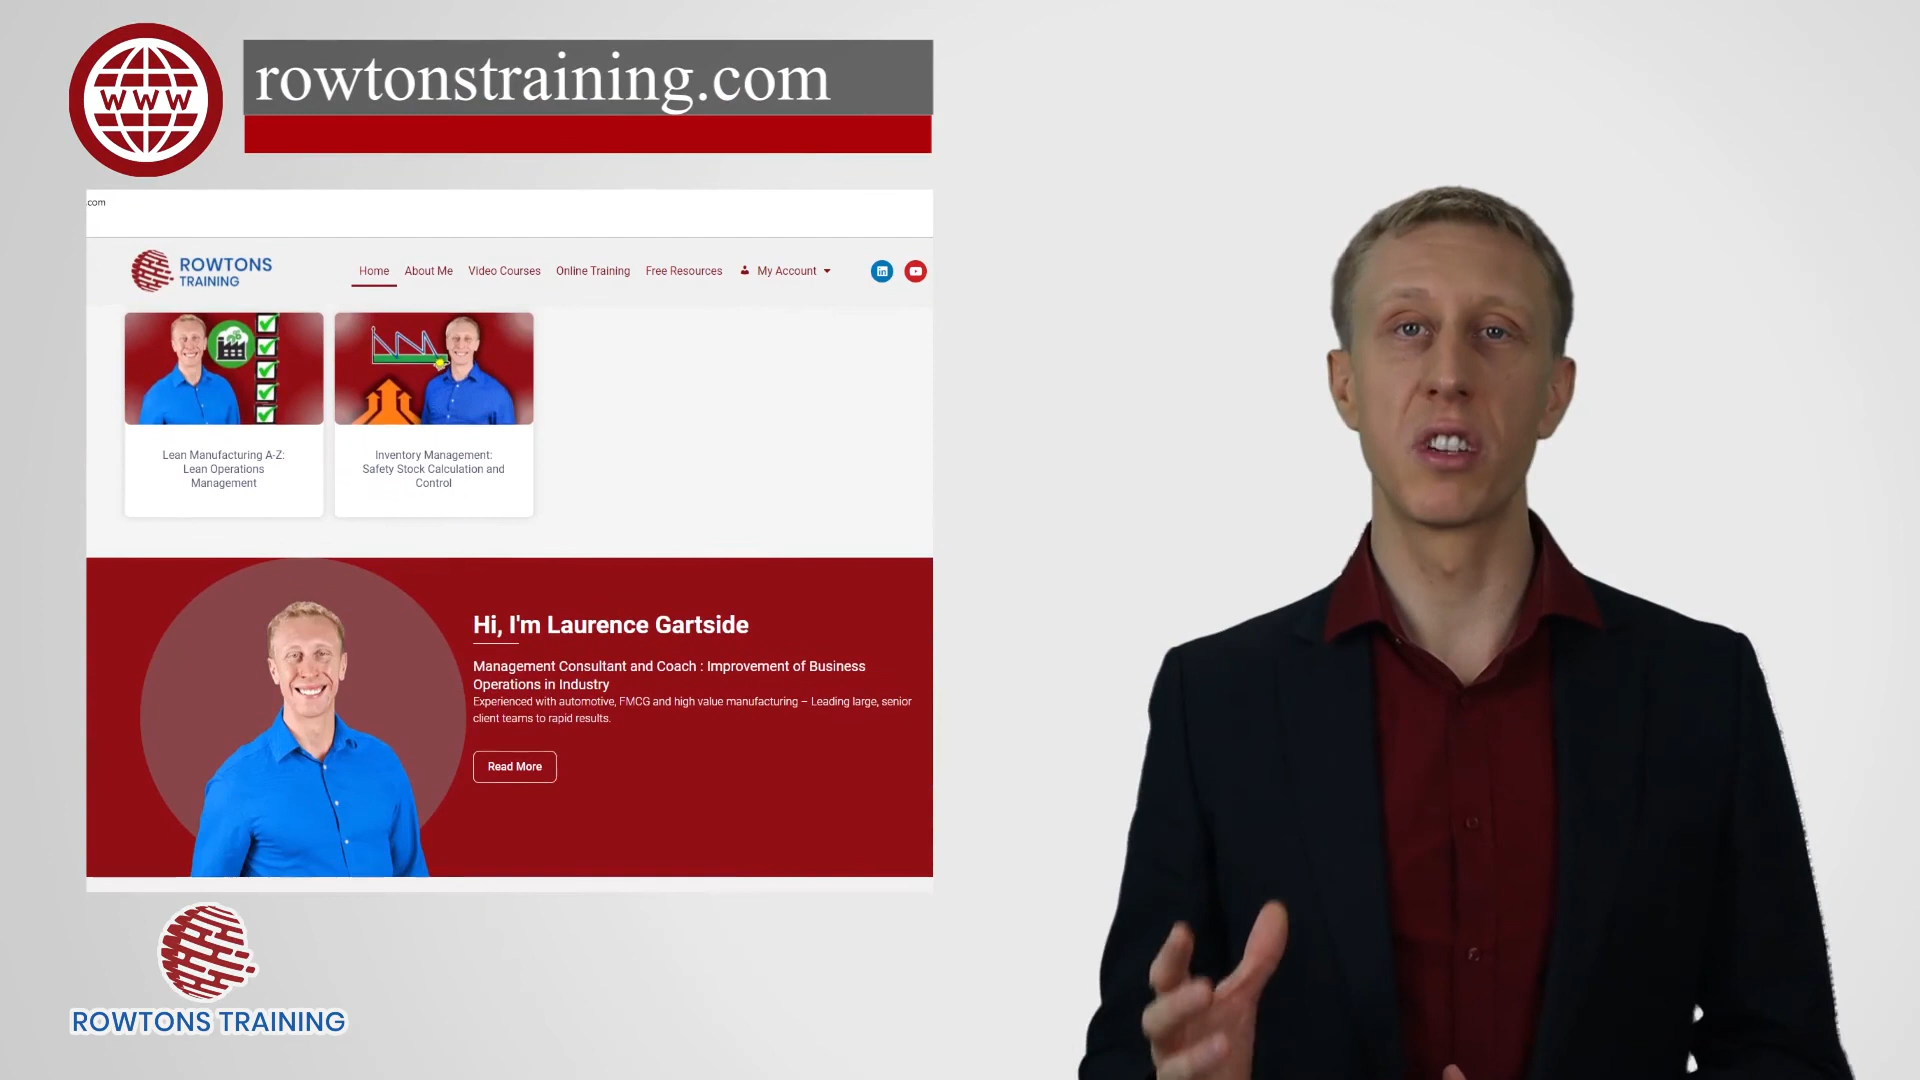 WWW
rowtonstraining.com
.com
ROWTONS
TRAINING
Home About Me Video Courses Online Training Free Resources My Account
in
Lean Manufacturing A-Z:
Lean Operations
Management
Inventory Management:
Safety Stock Calculation and
Control
Hi, I'm Laurence Gartside
Management Consultant and Coach : Improvement of Business
Operations in Industry
Experienced with automotive, FMCG and high value manufacturing – Leading large, senior
client teams to rapid results.
Read More
ROWTONS TRAINING